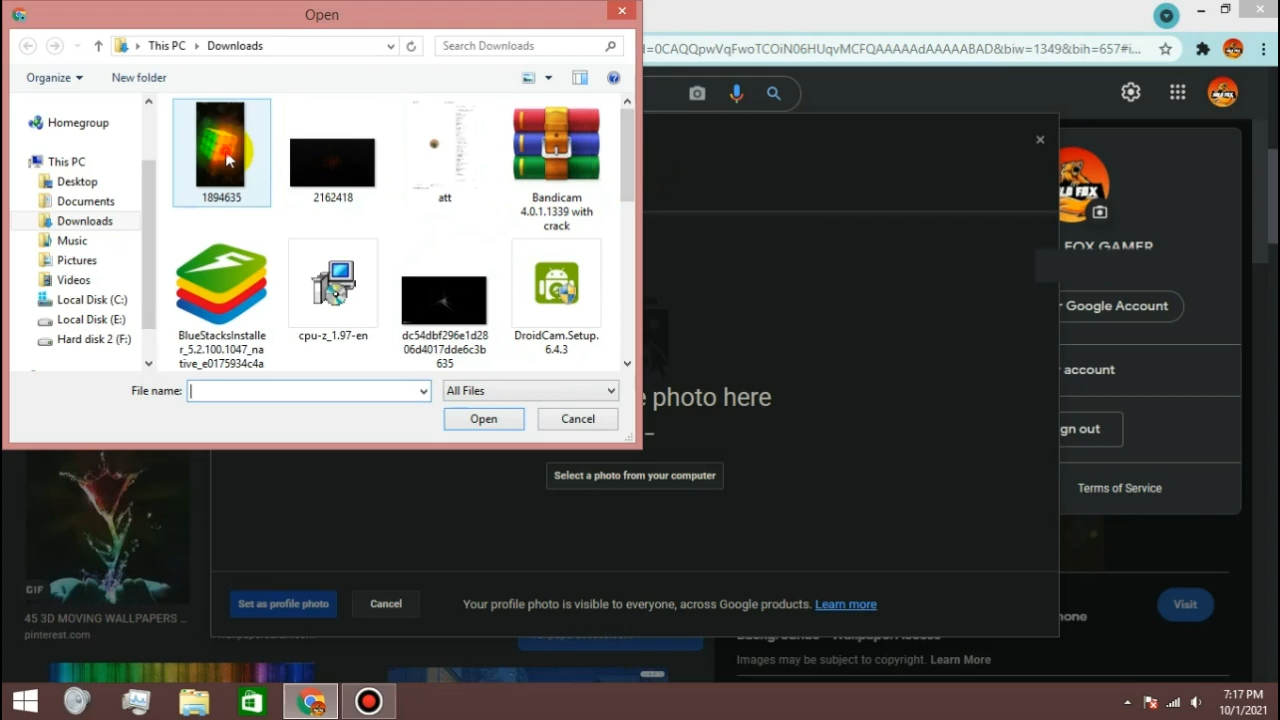 Open
This PC
Downloads
Search Downloads
Organize
New folder
Homegroup
This PC
Desktop
Documents
Downloads
Music
Pictures
Videos
Local Disk (C:)
Local Disk (E:)
Hard disk 2 (F:)
1894635
2162418
att
Bandicam
4.0.1.1339 with
crack
BlueStacksInstalle
r_5.2.100.1047_na
tive_e0175934c4a
cpu-z_1.97-en
dc54dbf296e1d28
06d4017dde6c3b
635
DroidCam.Setup.
6.4.3
File name:
All Files
Open
Cancel
=0CAQQpwVqFwoTCOiN06HUqvMCFQAAAAAdAAAAABAD&biw=1349&bih=657#i...
FOX GAMER
Google Account
account
gn out
Terms of Service
photo here
Select a photo from your computer
Set as profile photo
Cancel
Your profile photo is visible to everyone, across Google products. Learn more
GIF
45 3D MOVING WALLPAPERS ...
pinterest.com
Visit
Images may be subject to copyright. Learn More
7:17 PM
10/1/2021